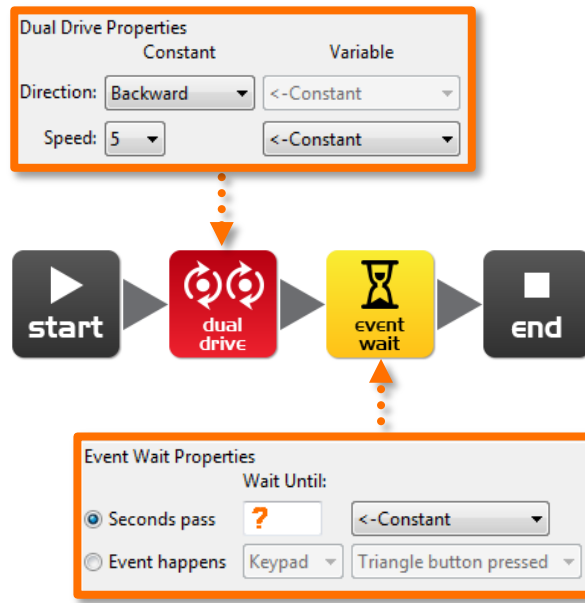 Dual Drive Properties
Constant Variable
Direction: Backward <-Constant
Speed: 5 <-Constant
start
dual
drive
event
wait
end
Event Wait Properties
Wait Until:
Seconds pass ? <-Constant
Event happens Keypad Triangle button pressed